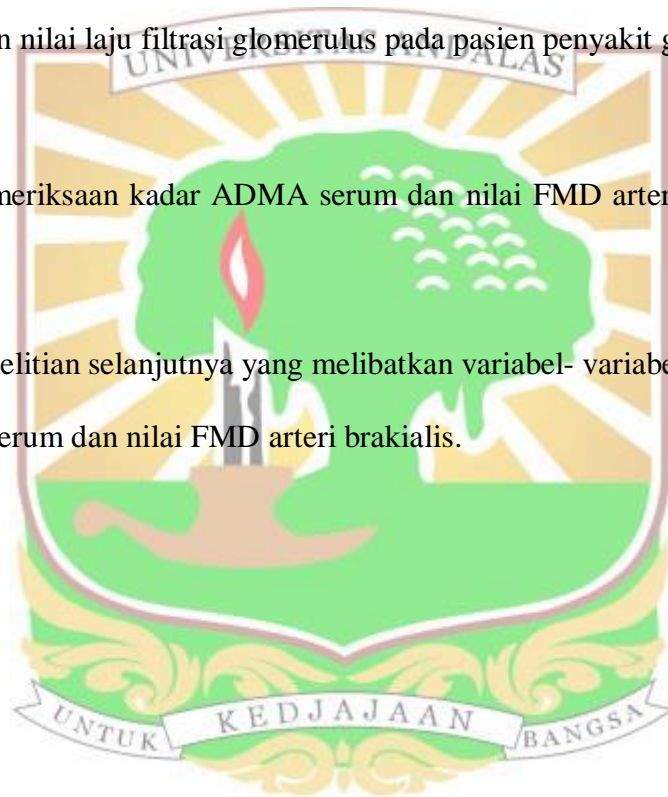 n nilai laju filtrasi glomerulus pada pasien penyakit g
UNIVERSITAS ANDALAS
meriksaan kadar ADMA serum dan nilai FMD arter
elitian selanjutnya yang melibatkan variabel- variabe
serum dan nilai FMD arteri brakialis.
UNTUK KEDJAJAAN BANGSA